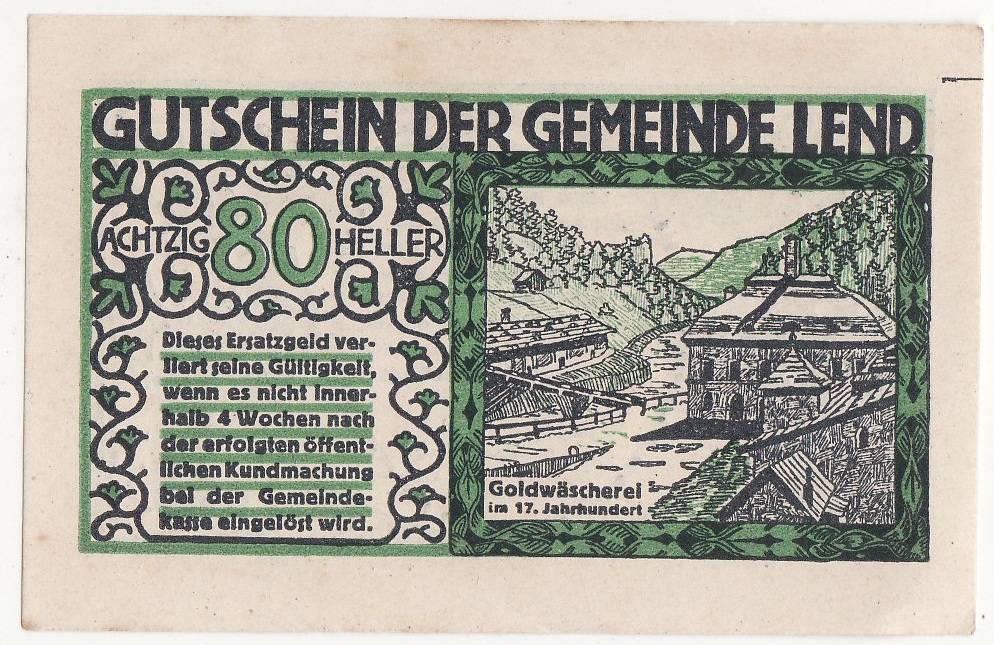 GUTSCHEIN DER GEMEINDE LEND
ACHTZIG 80 HELLER
Dieses Ersatzgeld ver-
liert seine Gültigkeit,
wenn es nicht inner-
halb 4 Wochen nach
der erfolgten öffent-
lichen Kundmachung
bei der Gemeinde-
kasse eingelöst wird.
Goldwäscherei
im 17. Jahrhundert